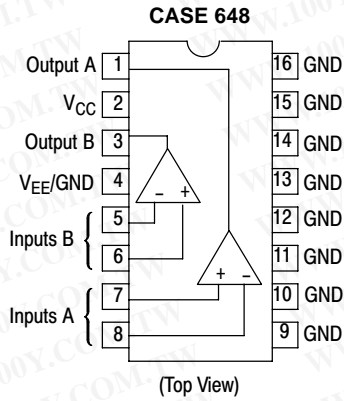 CASE 648
Output A 1 16 GND
VCC 2 15 GND
Output B 3 14 GND
VEE/GND 4 13 GND
Inputs B { 5 12 GND
6 11 GND
Inputs A { 7 10 GND
8 9 GND
– +
+ –
(Top View)